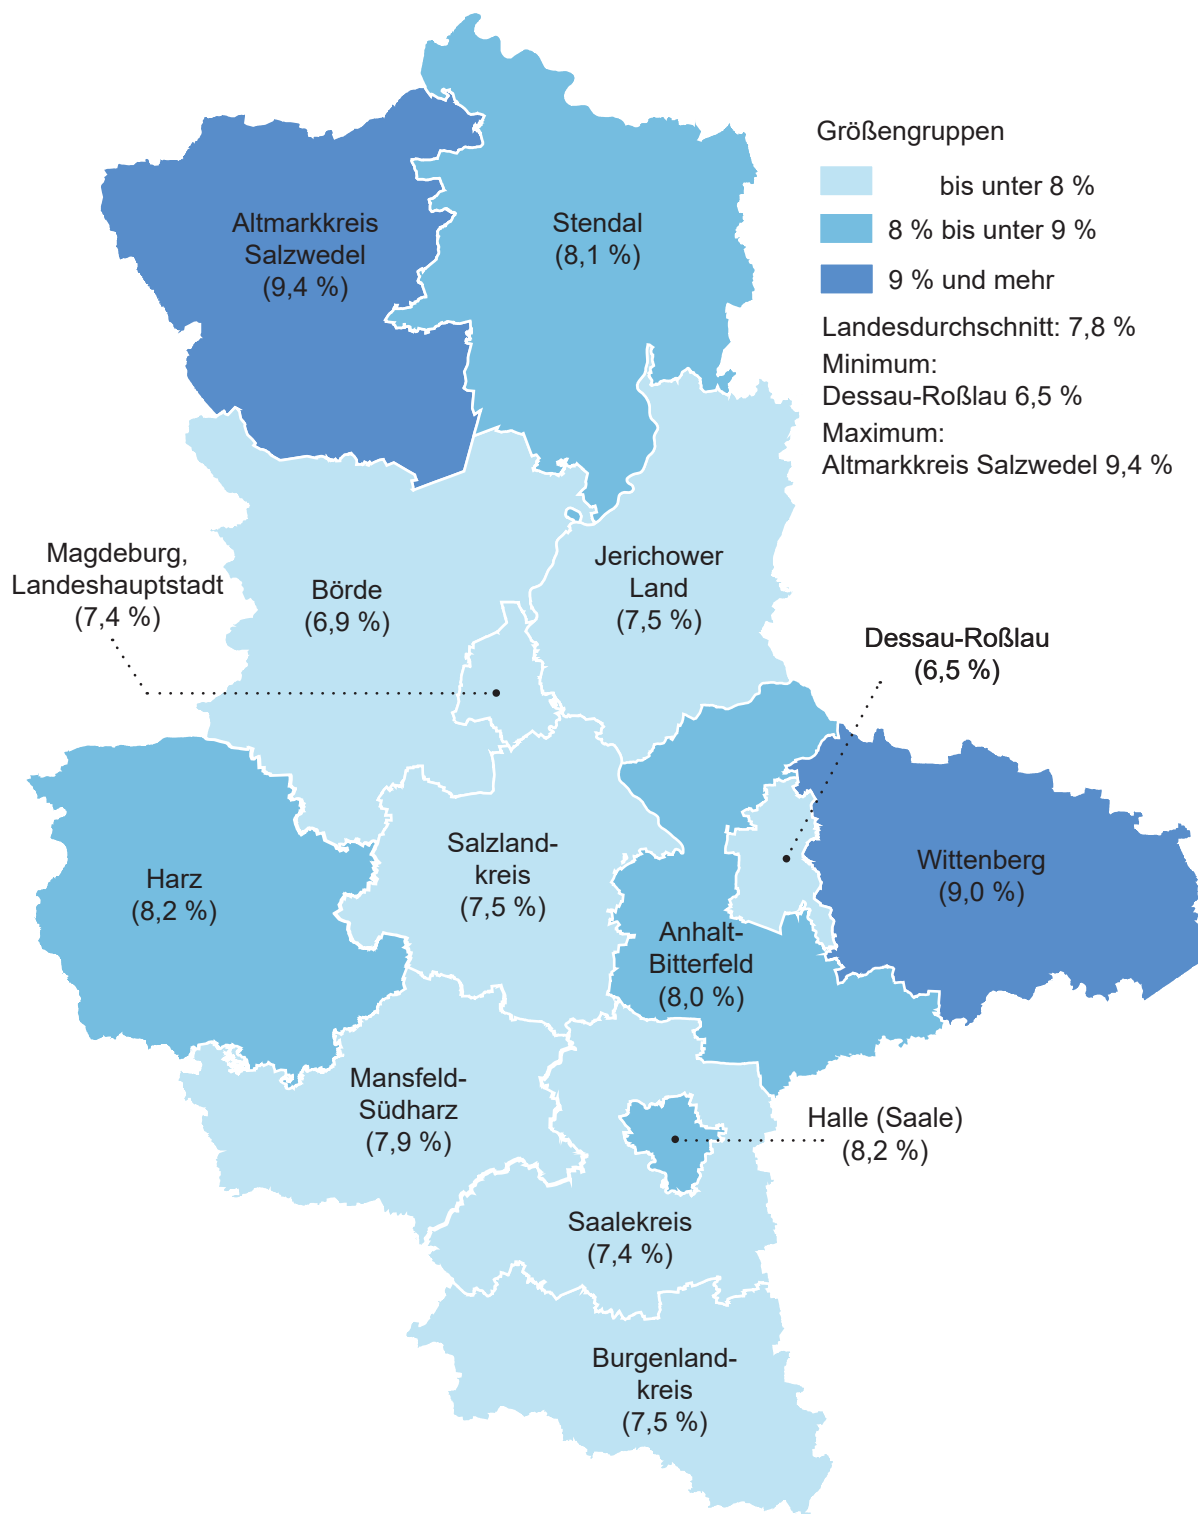 Größengruppen
bis unter 8 %
8 % bis unter 9 %
9 % und mehr
Landesdurchschnitt: 7,8 %
Minimum:
Dessau-Roßlau 6,5 %
Maximum:
Altmarkkreis Salzwedel 9,4 %
Altmarkkreis
Salzwedel
(9,4 %)
Stendal
(8,1 %)
Magdeburg,
Landeshauptstadt
(7,4 %)
Börde
(6,9 %)
Jerichower
Land
(7,5 %)
Dessau-Roßlau
(6,5 %)
Harz
(8,2 %)
Salzland-
kreis
(7,5 %)
Wittenberg
(9,0 %)
Anhalt-
Bitterfeld
(8,0 %)
Mansfeld-
Südharz
(7,9 %)
Halle (Saale)
(8,2 %)
Saalekreis
(7,4 %)
Burgenland-
kreis
(7,5 %)